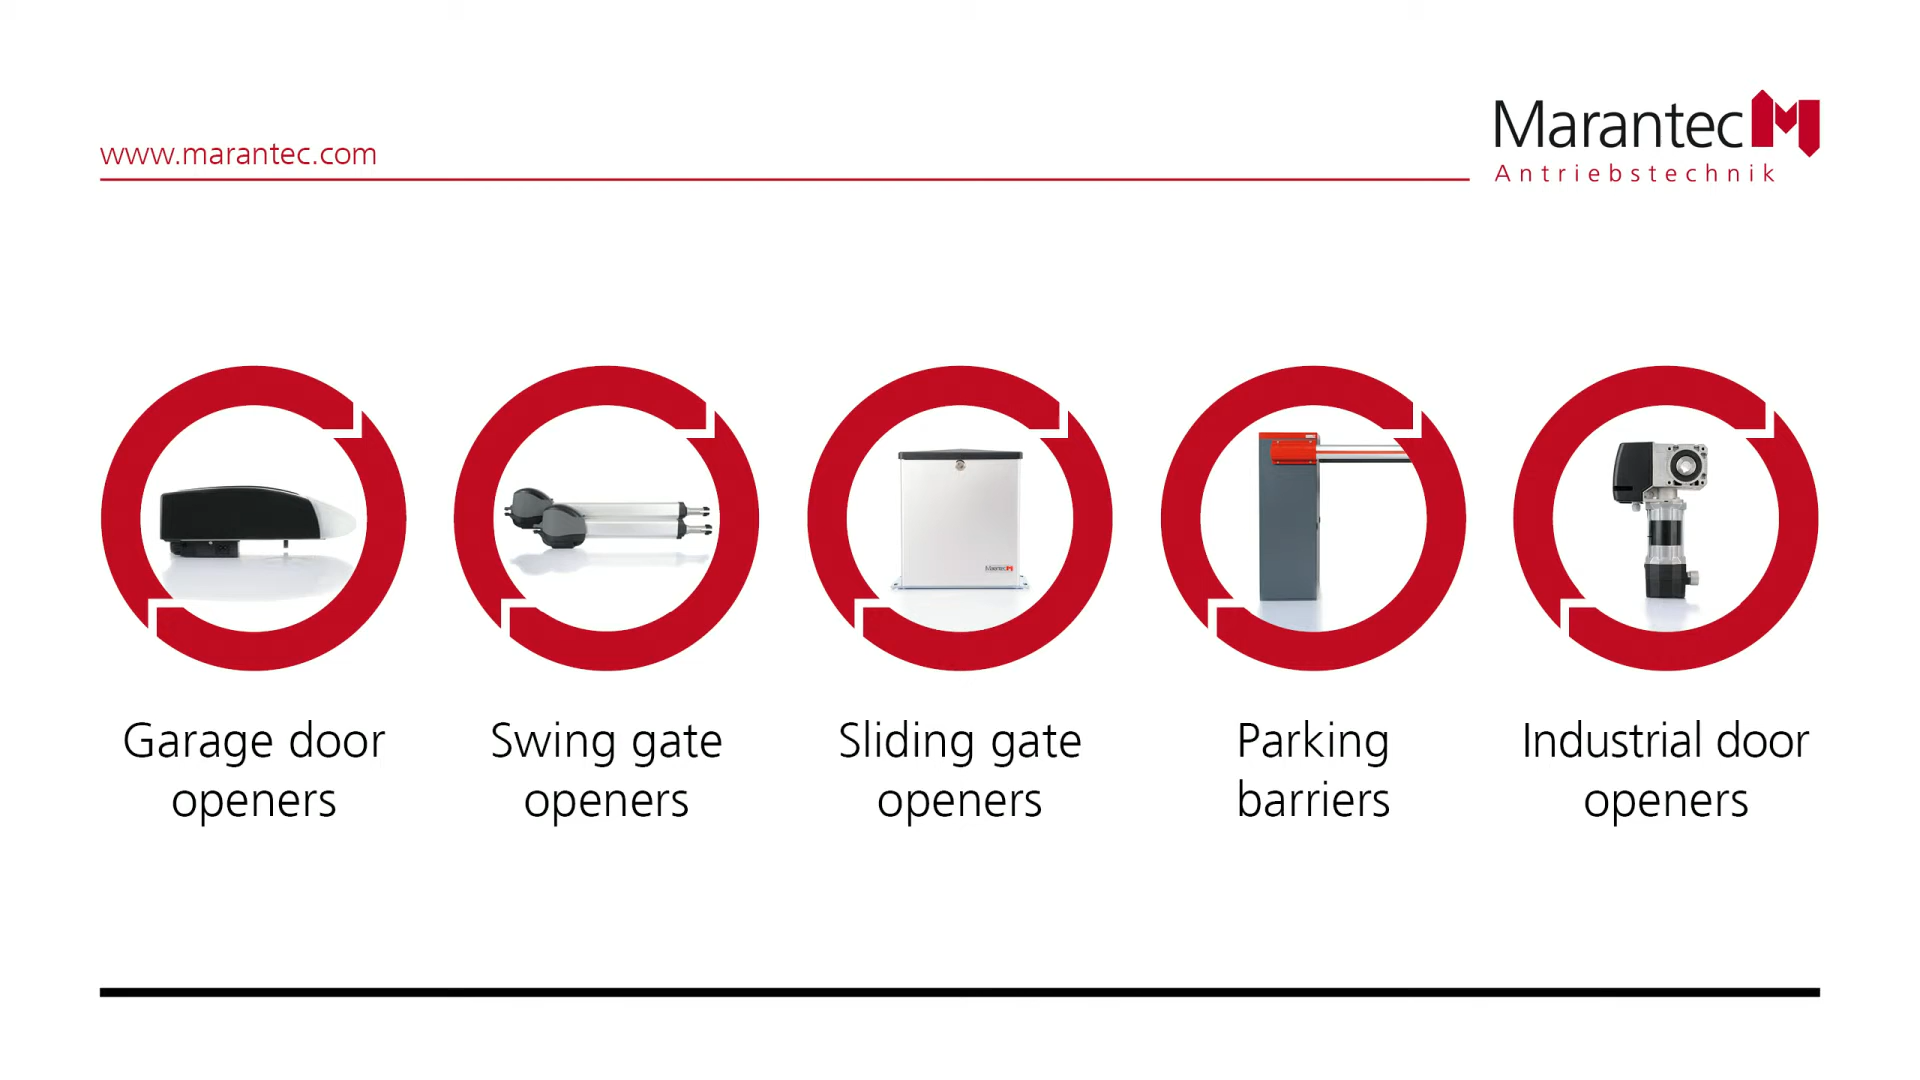 www.marantec.com
Marantec
Antriebstechnik
Marantec
Garage door
openers
Swing gate
openers
Sliding gate
openers
Parking
barriers
Industrial door
openers